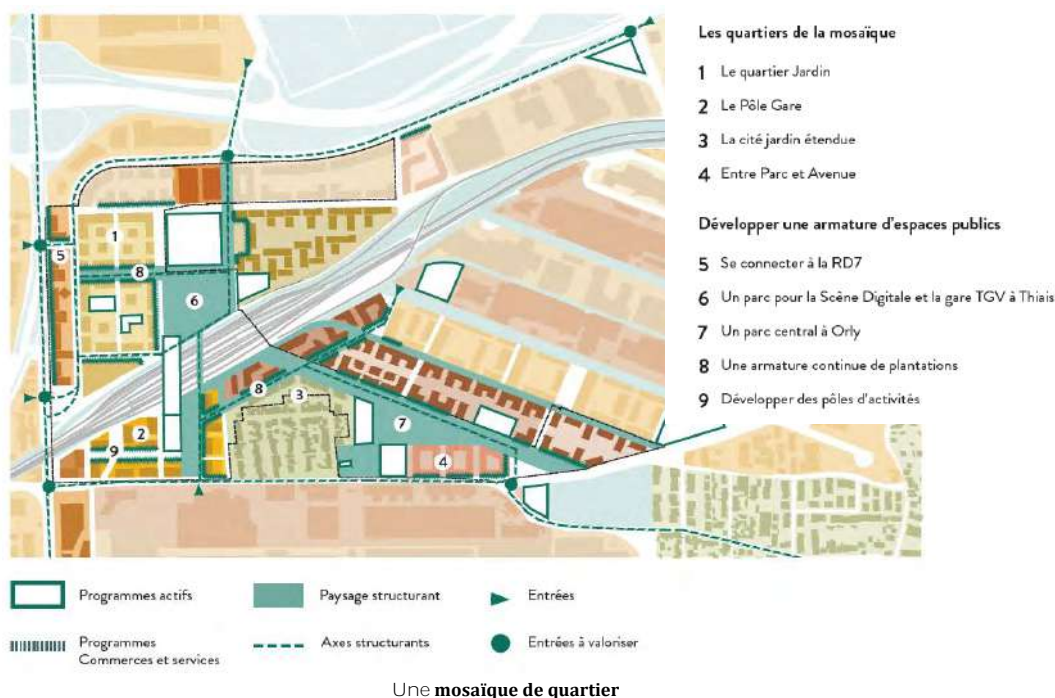 Les quartiers de la mosaïque
1 Le quartier Jardin
2 Le Pôle Gare
3 La cité jardin étendue
4 Entre Parc et Avenue
Développer une armature d'espaces publics
5 Se connecter à la RD7
6 Un parc pour la Scène Digitale et la gare TGV à Thiais
7 Un parc central à Orly
8 Une armature continue de plantations
9 Développer des pôles d'activités
1
5
8
6
3
8
7
2
9
4
Programmes actifs
Paysage structurant
Entrées
Programmes
Commerces et services
Axes structurants
Entrées à valoriser
Une mosaïque de quartier